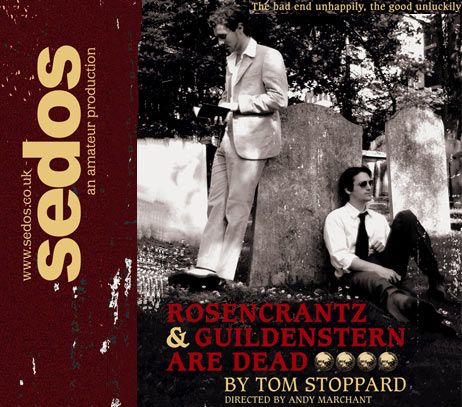 The bad end unhappily, the good unluckily
www.sedos.co.uk
sedos
an amateur production
ROSENCRANTZ
& GUILDENSTERN
ARE DEAD
BY TOM STOPPARD
DIRECTED BY ANDY MARCHANT